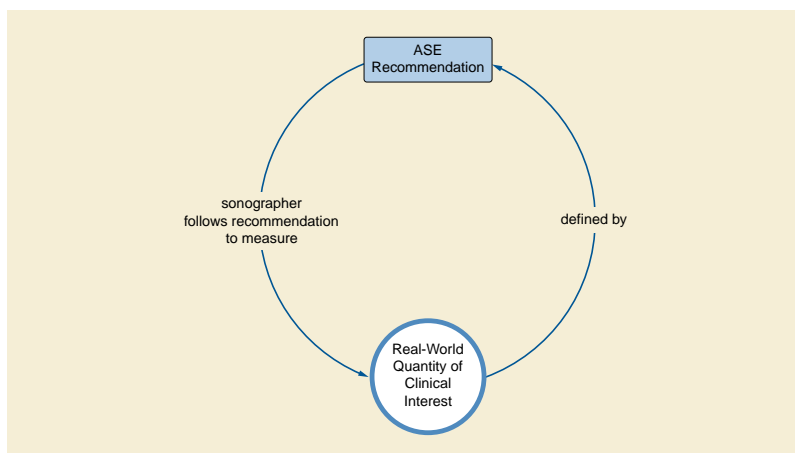 ASE
Recommendation
sonographer
follows recommendation
to measure
defined by
Real-World
Quantity of
Clinical
Interest